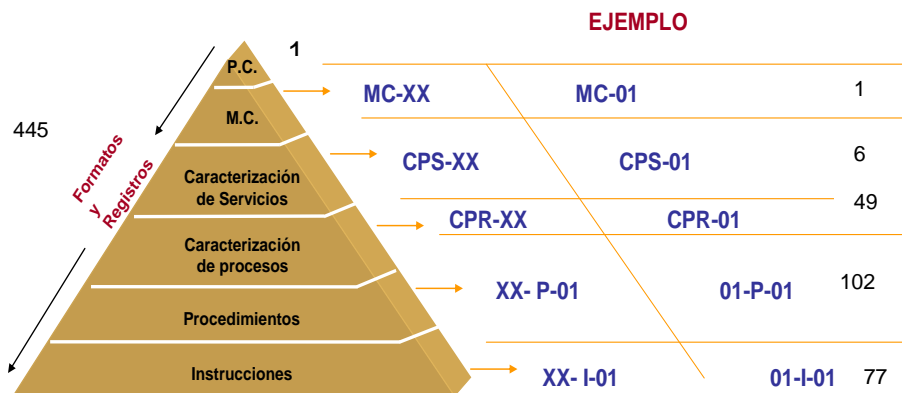 EJEMPLO
1
P.C.
MC-XX
MC-01
1
M.C.
445
Formatos
y
Registros
CPS-XX
CPS-01
6
Caracterización
de Servicios
49
CPR-XX
CPR-01
Caracterización
de procesos
XX- P-01
01-P-01
102
Procedimientos
Instrucciones
XX- I-01
01-I-01
77